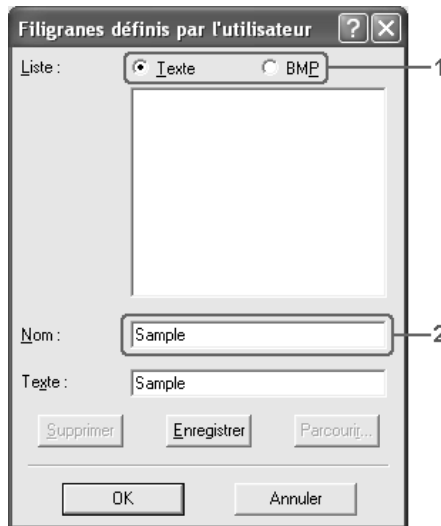 Filigranes définis par l'utilisateur ? X
Liste : Texte BMP 1
Nom : Sample 2
Texte : Sample
Supprimer Enregistrer Parcourir...
OK Annuler